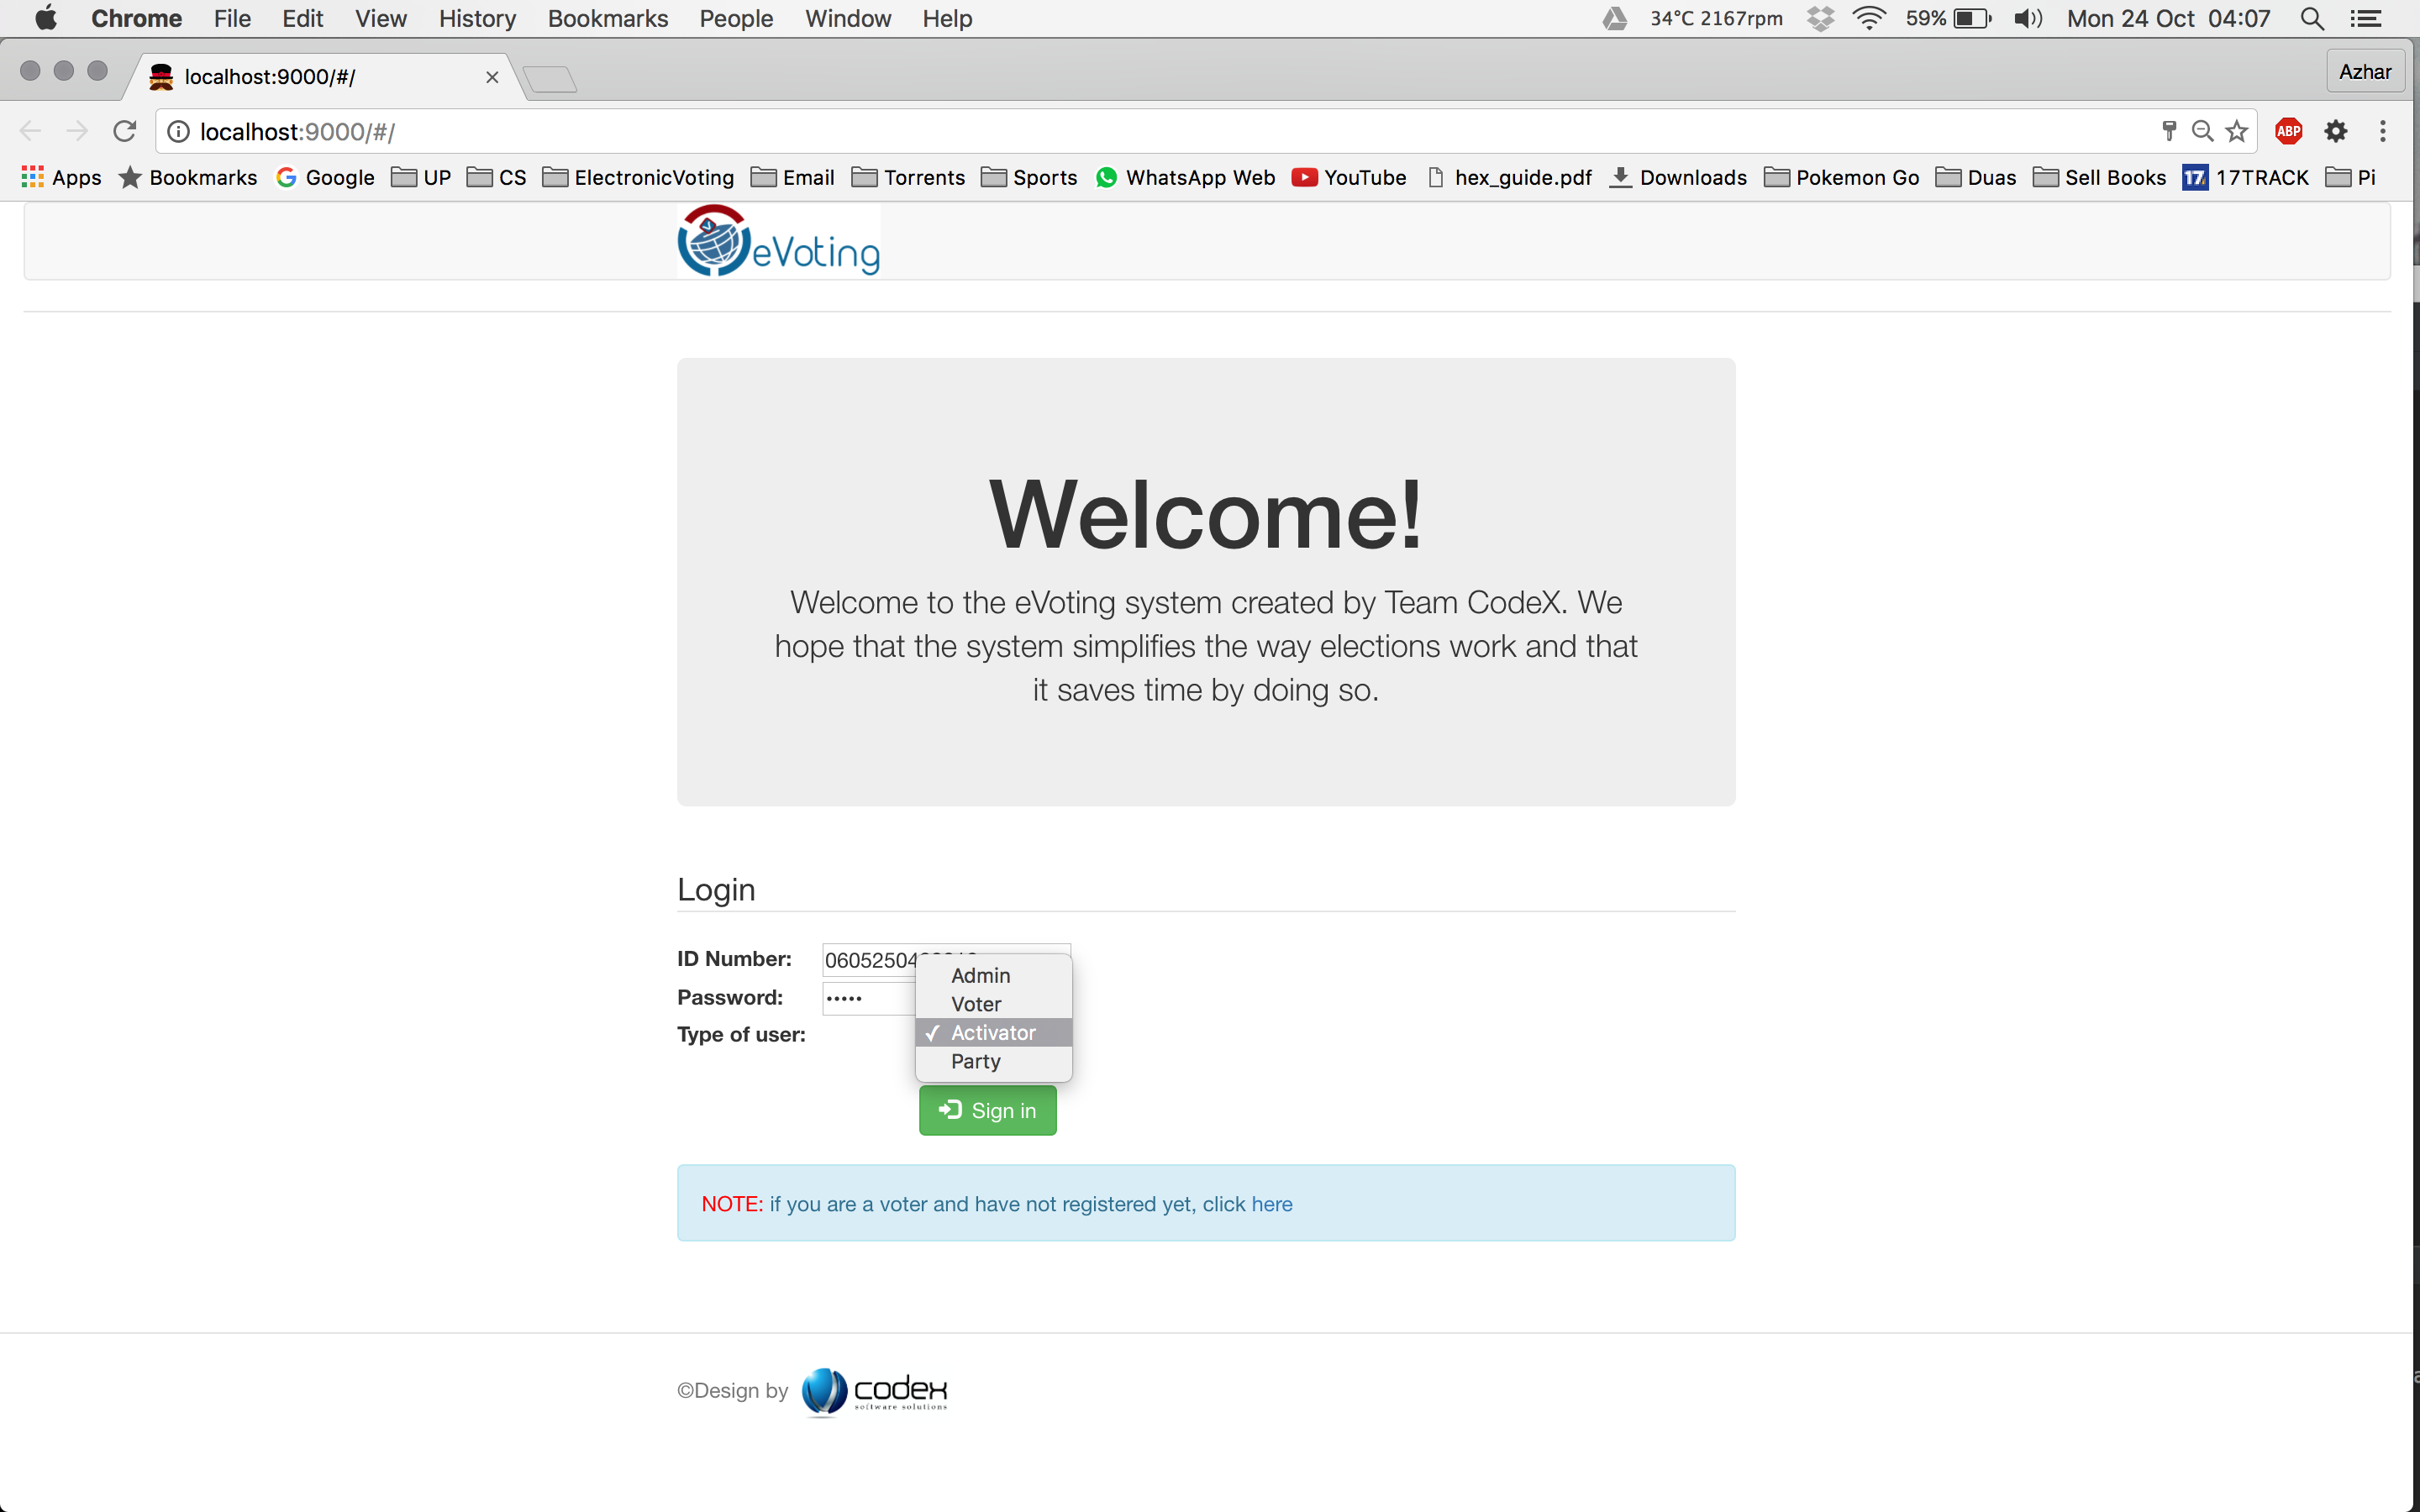 Chrome File Edit View History Bookmarks People Window Help 34°C 2167rpm 59% Mon 24 Oct 04:07
localhost:9000/#/ Azhar
localhost:9000/#/ ABP
Apps Bookmarks Google UP CS ElectronicVoting Email Torrents Sports WhatsApp Web YouTube hex_guide.pdf Downloads Pokemon Go Duas Sell Books 17 17TRACK Pi
eVoting
Welcome!
Welcome to the eVoting system created by Team CodeX. We
hope that the system simplifies the way elections work and that
it saves time by doing so.
Login
ID Number:
Admin
Password: •••••
Voter
Type of user: ✓ Activator
Party
Sign in
NOTE: if you are a voter and have not registered yet, click here
©Design by codex
software solutions